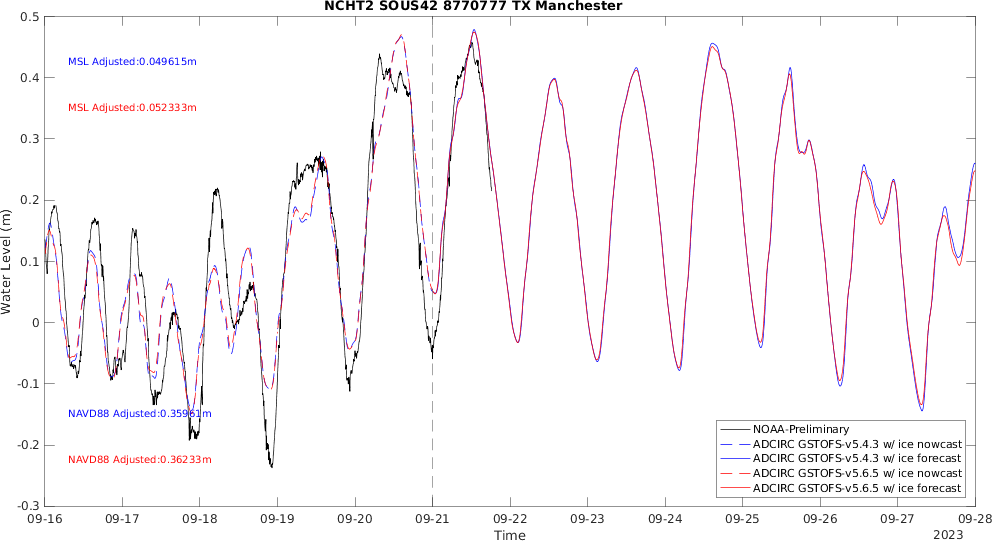 NCHT2 SOUS42 8770777 TX Manchester
0.5
0.4
0.3
0.2
0.1
0
-0.1
-0.2
-0.3
Water Level (m)
MSL Adjusted:0.049615m
MSL Adjusted:0.052333m
NAVD88 Adjusted:0.35961m
NAVD88 Adjusted:0.36233m
NOAA-Preliminary
ADCIRC GSTOFS-v5.4.3 w/ ice nowcast
ADCIRC GSTOFS-v5.4.3 w/ ice forecast
ADCIRC GSTOFS-v5.6.5 w/ ice nowcast
ADCIRC GSTOFS-v5.6.5 w/ ice forecast
09-16 09-17 09-18 09-19 09-20 09-21 09-22 09-23 09-24 09-25 09-26 09-27 09-28
Time
2023